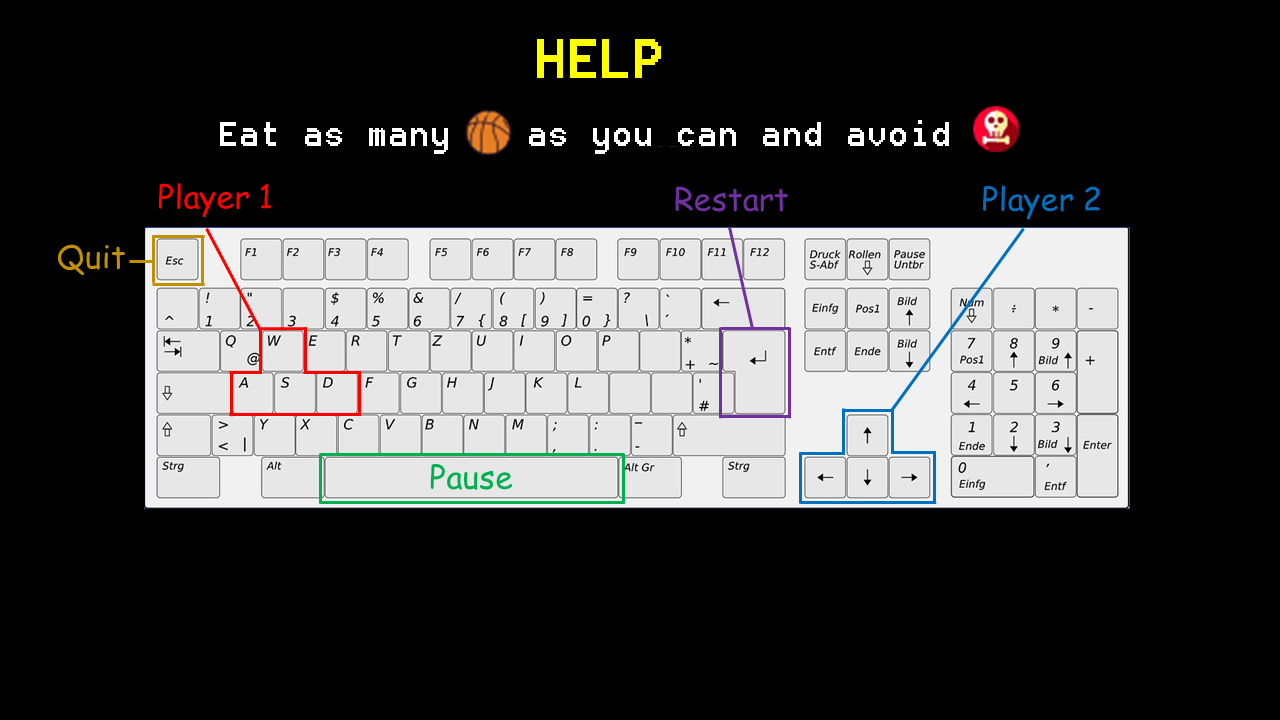 HELP
Eat as many as you can and avoid
Player 1 Restart Player 2
Quit
Esc F1 F2 F3 F4 F5 F6 F7 F8 F9 F10 F11 F12 Druck S-Abf Rollen ⇩ Pause Untbr
^ ! 1 " 2 3 $ 4 % 5 & 6 / 7 { ( 8 [ ) 9 ] = 0 } ? \ ` ´ ← Einfg Pos1 Bild ↑ Num ⇩ ÷ * -
Q @ W E R T Z U I O P * + ~ ↵ Entf Ende Bild ↓ 7 Pos1 8 ↑ 9 Bild ↑ +
⇩ A S D F G H J K L ' # 4 ← 5 6 →
⇧ > < | Y X C V B N M ; , : . _ - ⇧ ↑ 1 Ende 2 ↓ 3 Bild ↓ Enter
Strg Alt Pause Alt Gr Strg ← ↓ → 0 Einfg , Entf